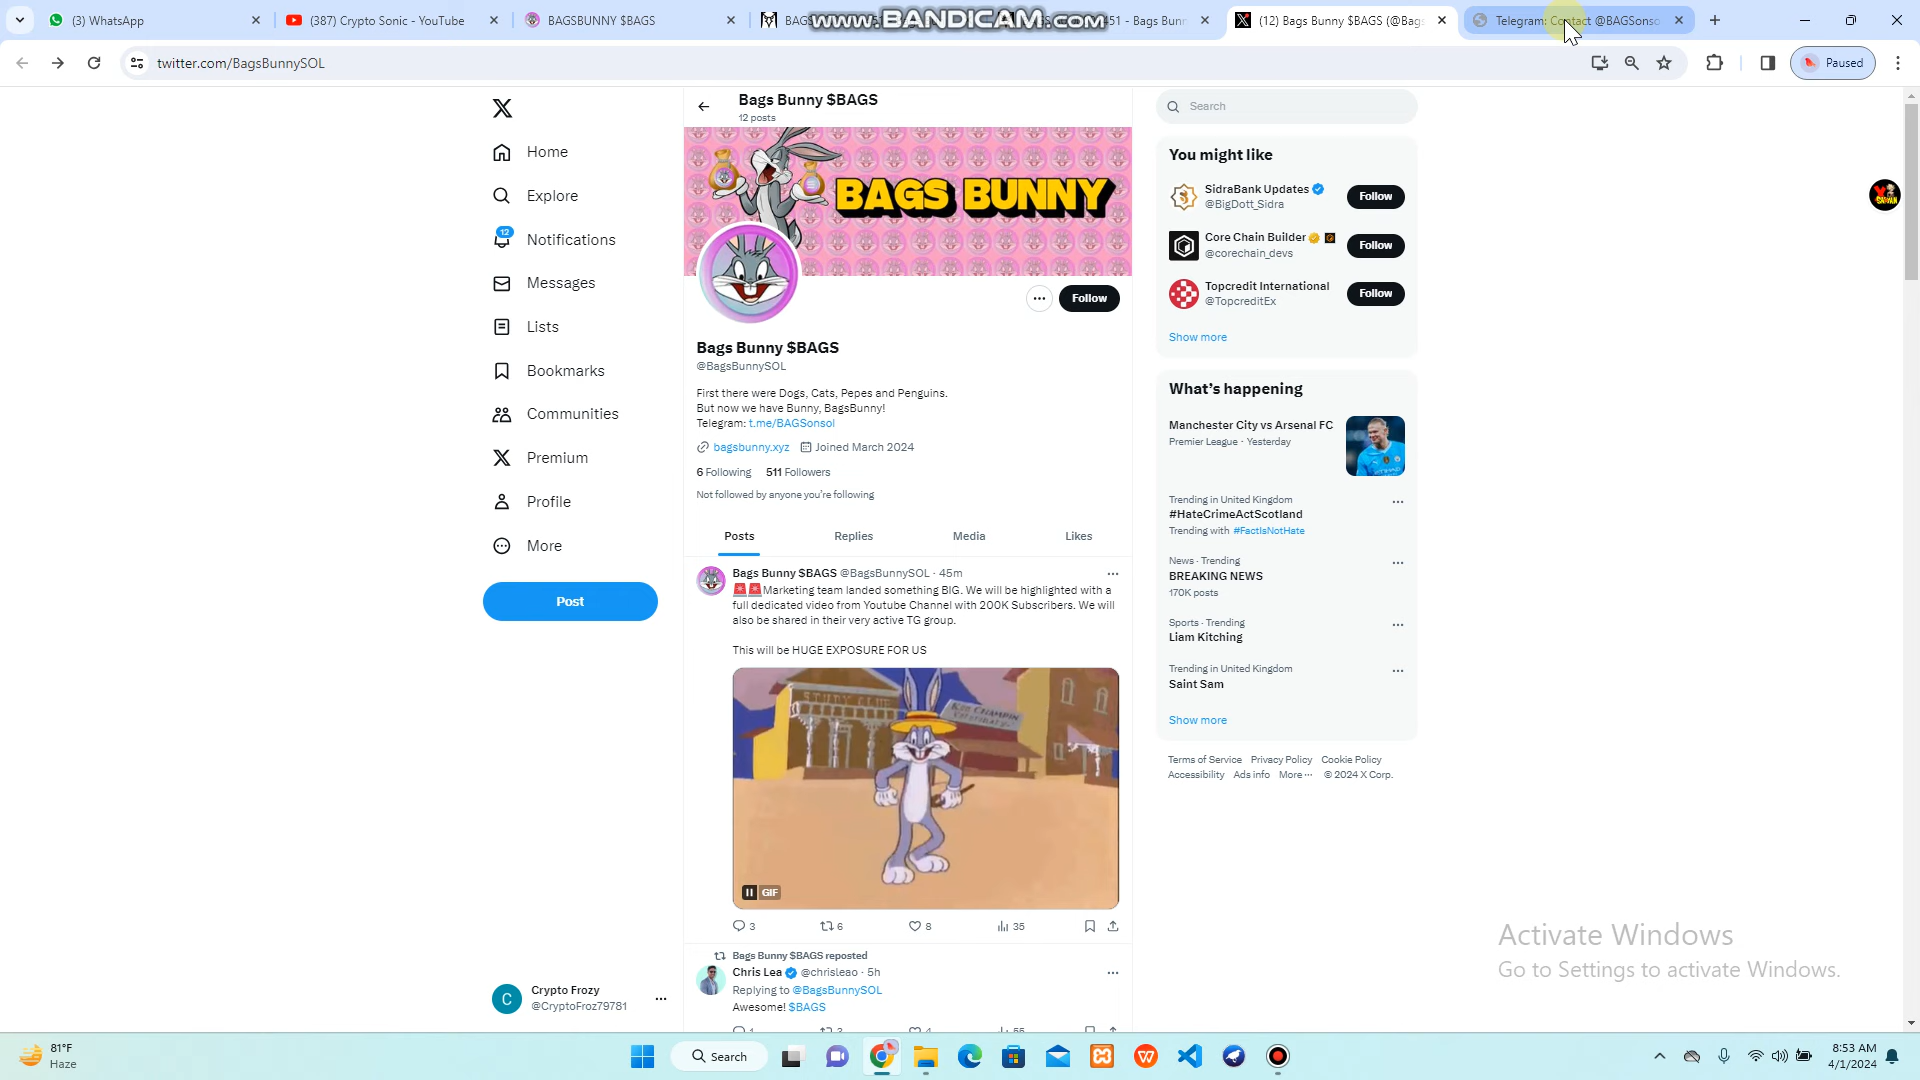 (3) WhatsApp
(387) Crypto Sonic - YouTube
BAGSBUNNY $BAGS
BAGS
www.BANDICAM.com
451 - Bags Bunn
(12) Bags Bunny $BAGS (@Bags
Telegram: Contact @BAGSonso
twitter.com/BagsBunnySOL
Paused
Bags Bunny $BAGS
12 posts
Search
Home
Explore
12
Notifications
Messages
Lists
Bookmarks
Communities
Premium
Profile
More
Post
BAGS BUNNY
Follow
Bags Bunny $BAGS
@BagsBunnySOL
First there were Dogs, Cats, Pepes and Penguins.
But now we have Bunny, BagsBunny!
Telegram: t.me/BAGSonsol
bagsbunny.xyz Joined March 2024
6 Following 511 Followers
Not followed by anyone you're following
Posts Replies Media Likes
Bags Bunny $BAGS @BagsBunnySOL · 45m
🚨🚨Marketing team landed something BIG. We will be highlighted with a
full dedicated video from Youtube Channel with 200K Subscribers. We will
also be shared in their very active TG group.
This will be HUGE EXPOSURE FOR US
GIF
3 6 8 35
Bags Bunny $BAGS reposted
Chris Lea @chrisleao · 5h
Replying to @BagsBunnySOL
Awesome! $BAGS
You might like
SidraBank Updates
@BigDott_Sidra
Follow
Core Chain Builder
@corechain_devs
Follow
Topcredit International
@TopcreditEx
Follow
Show more
What's happening
Manchester City vs Arsenal FC
Premier League · Yesterday
Trending in United Kingdom
#HateCrimeActScotland
Trending with #FactIsNotHate
News · Trending
BREAKING NEWS
170K posts
Sports · Trending
Liam Kitching
Trending in United Kingdom
Saint Sam
Show more
Terms of Service Privacy Policy Cookie Policy
Accessibility Ads info More ··· © 2024 X Corp.
Activate Windows
Go to Settings to activate Windows.
C
Crypto Frozy
@CryptoFroz79781
81°F
Haze
Search
8:53 AM
4/1/2024